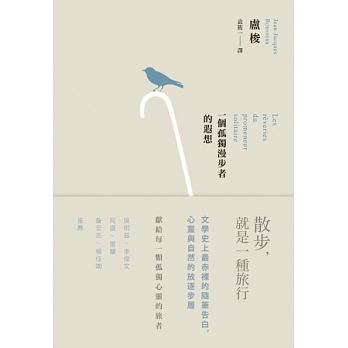 盧梭
Jean-Jacques
Rousseau
袁筱一——譯
Les
rêveries
du
promeneur
solitaire
一個孤獨漫步者
的遐想
散步,
就是一種旅行
文學史上最赤裸的隨筆告白,
心靈與自然的放逐步履
獻給每一顆孤獨心靈的旅者
推薦